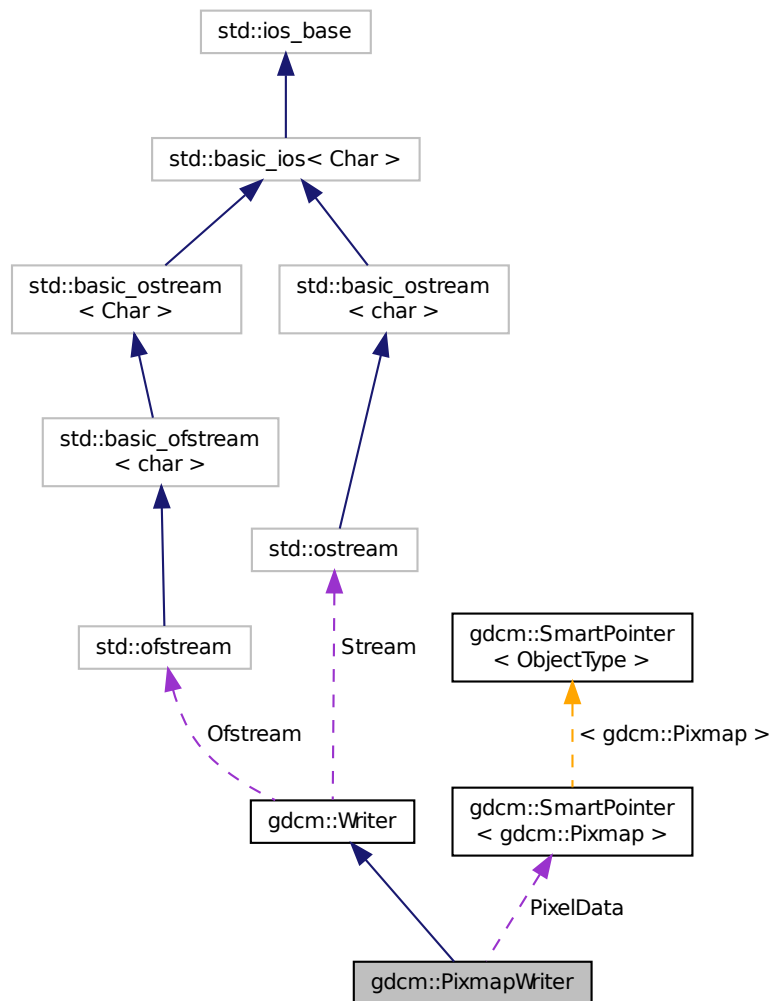 std::ios_base
std::basic_ios< Char >
std::basic_ostream
< Char >
std::basic_ostream
< char >
std::basic_ofstream
< char >
std::ostream
std::ofstream
Stream
gdcm::SmartPointer
< ObjectType >
Ofstream
< gdcm::Pixmap >
gdcm::Writer
gdcm::SmartPointer
< gdcm::Pixmap >
PixelData
gdcm::PixmapWriter